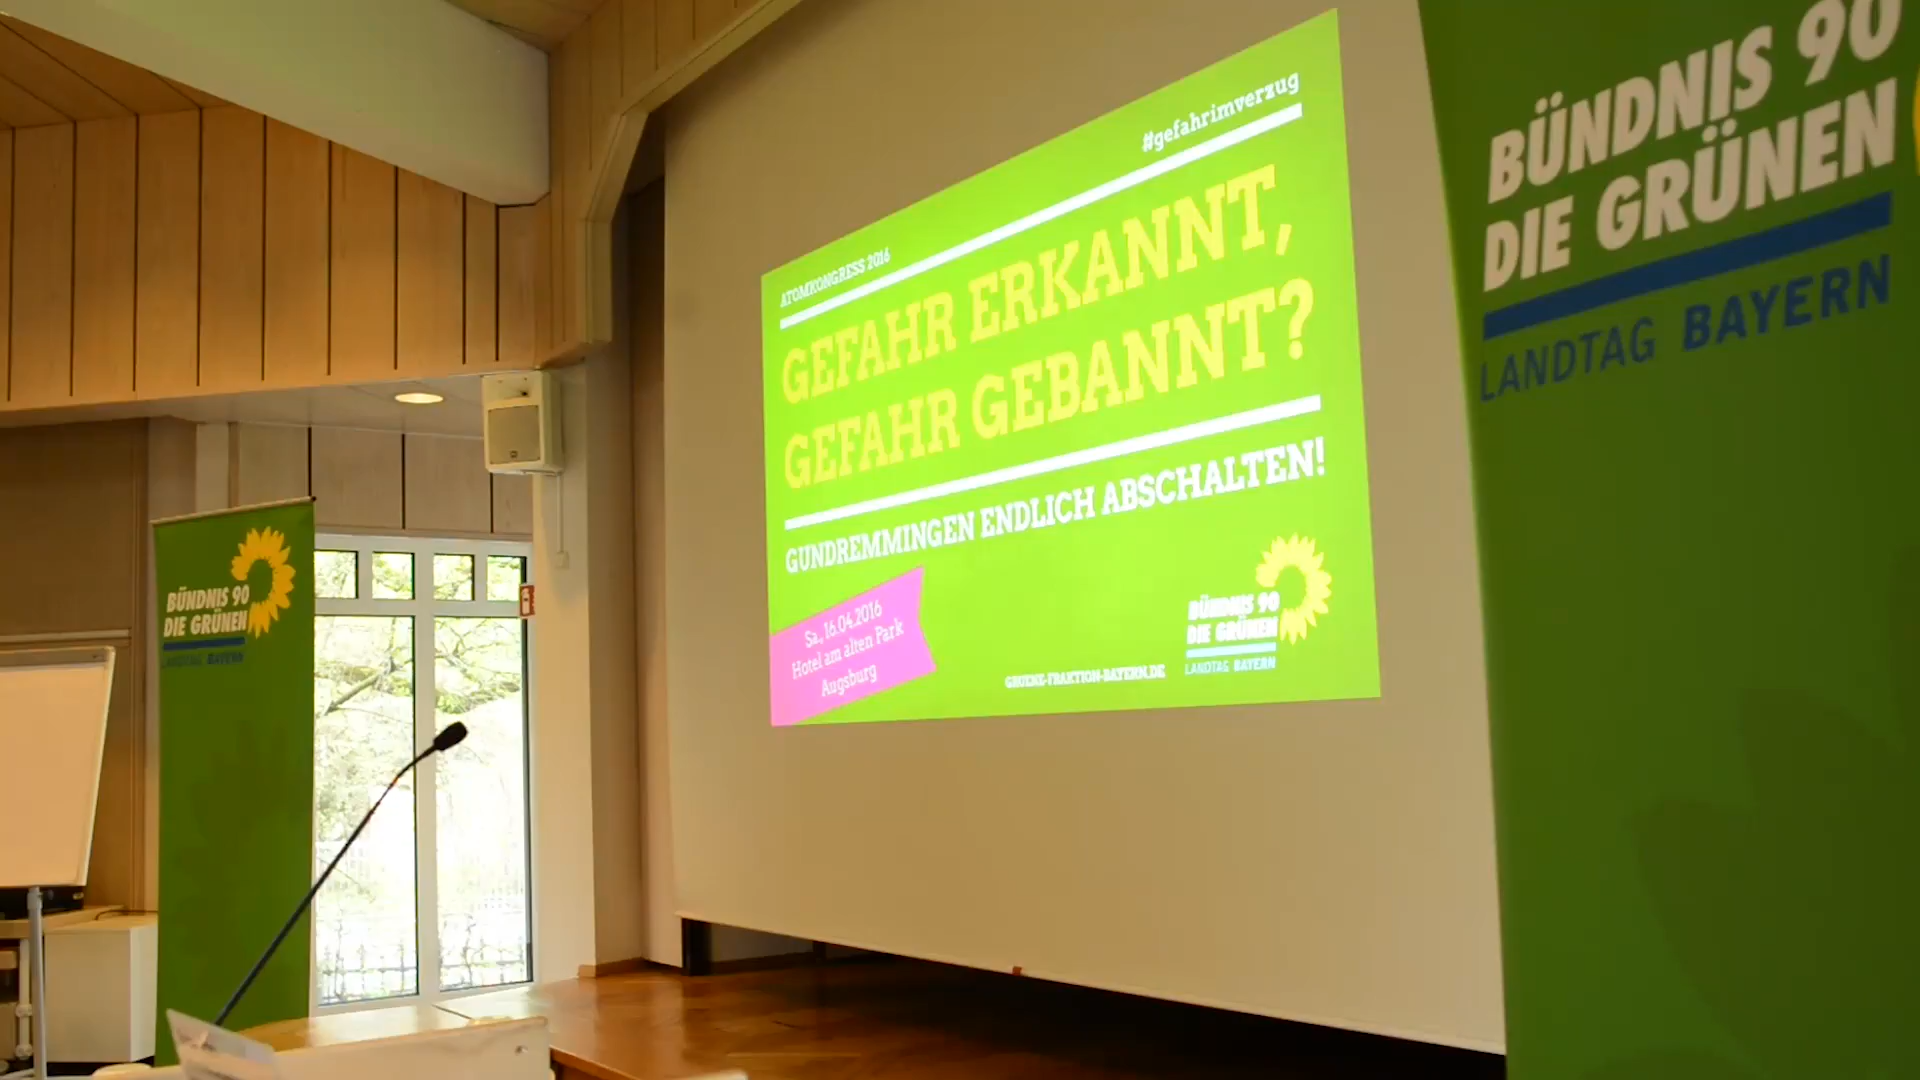 #gefahrimverzug
ATOMKONGRESS 2016
GEFAHR ERKANNT,
GEFAHR GEBANNT?
GUNDREMMINGEN ENDLICH ABSCHALTEN!
Sa, 16.04.2016
Hotel am alten Park
Augsburg
GRUENE-FRAKTION-BAYERN.DE
BÜNDNIS 90
DIE GRÜNEN
LANDTAG BAYERN
BÜNDNIS 90
DIE GRÜNEN
LANDTAG BAYERN
BÜNDNIS 90
DIE GRÜNEN
LANDTAG BAYERN